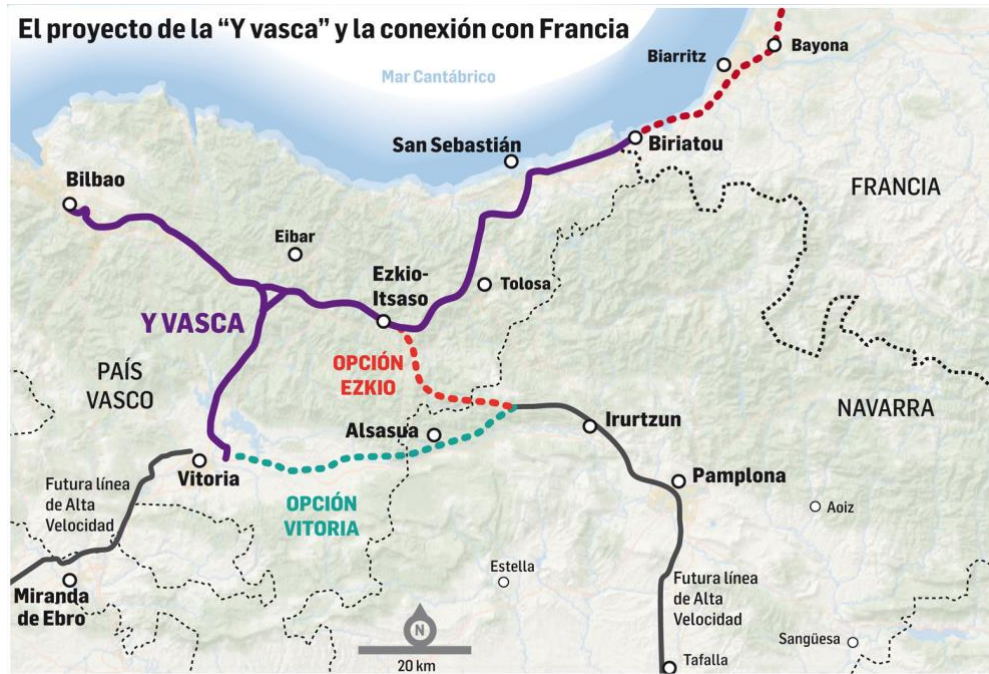 El proyecto de la “Y vasca” y la conexión con Francia
Mar Cantábrico
Biarritz
Bayona
San Sebastián
Biriatou
Bilbao
FRANCIA
Eibar
Ezkio-
Itsaso
Tolosa
Y VASCA
OPCIÓN
EZKIO
PAÍS
VASCO
NAVARRA
Alsasua
Irurtzun
Vitoria
Pamplona
Futura línea
de Alta
Velocidad
OPCIÓN
VITORIA
Aoiz
Estella
Miranda
de Ebro
Futura línea
de Alta
Velocidad
N
20 km
Sangüesa
Tafalla